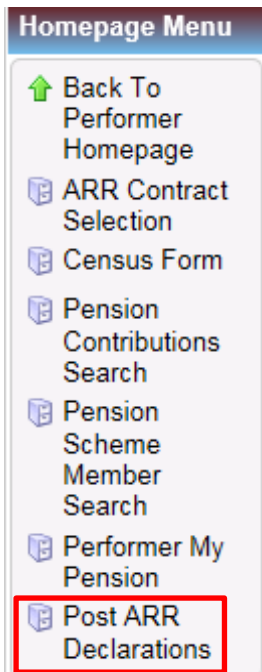 Homepage Menu
Back To
Performer
Homepage
ARR Contract
Selection
Census Form
Pension
Contributions
Search
Pension
Scheme
Member
Search
Performer My
Pension
Post ARR
Declarations